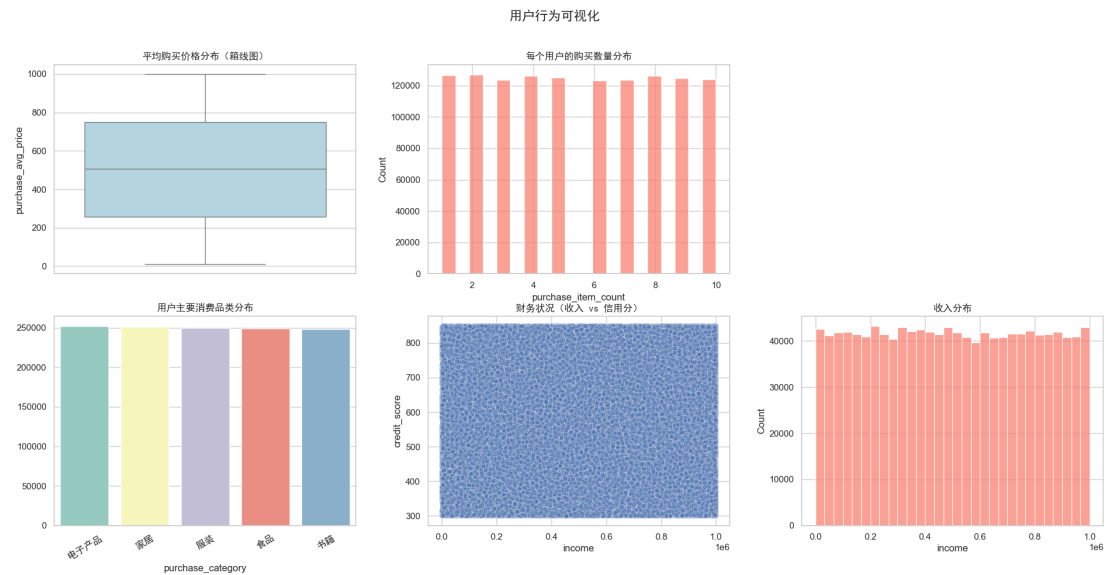 用户行为可视化
平均购买价格分布（箱线图）
purchase_avg_price
1000
800
600
400
200
0
每个用户的购买数量分布
Count
120000
100000
80000
60000
40000
20000
0
2 4 6 8 10
purchase_item_count
用户主要消费品类分布
250000
200000
150000
100000
50000
0
电子产品 家居 服装 食品 书籍
purchase_category
财务状况（收入 vs 信用分）
credit_score
800
700
600
500
400
300
0.0 0.2 0.4 0.6 0.8 1.0
1e6
income
收入分布
Count
40000
30000
20000
10000
0
0.0 0.2 0.4 0.6 0.8 1.0
1e6
income